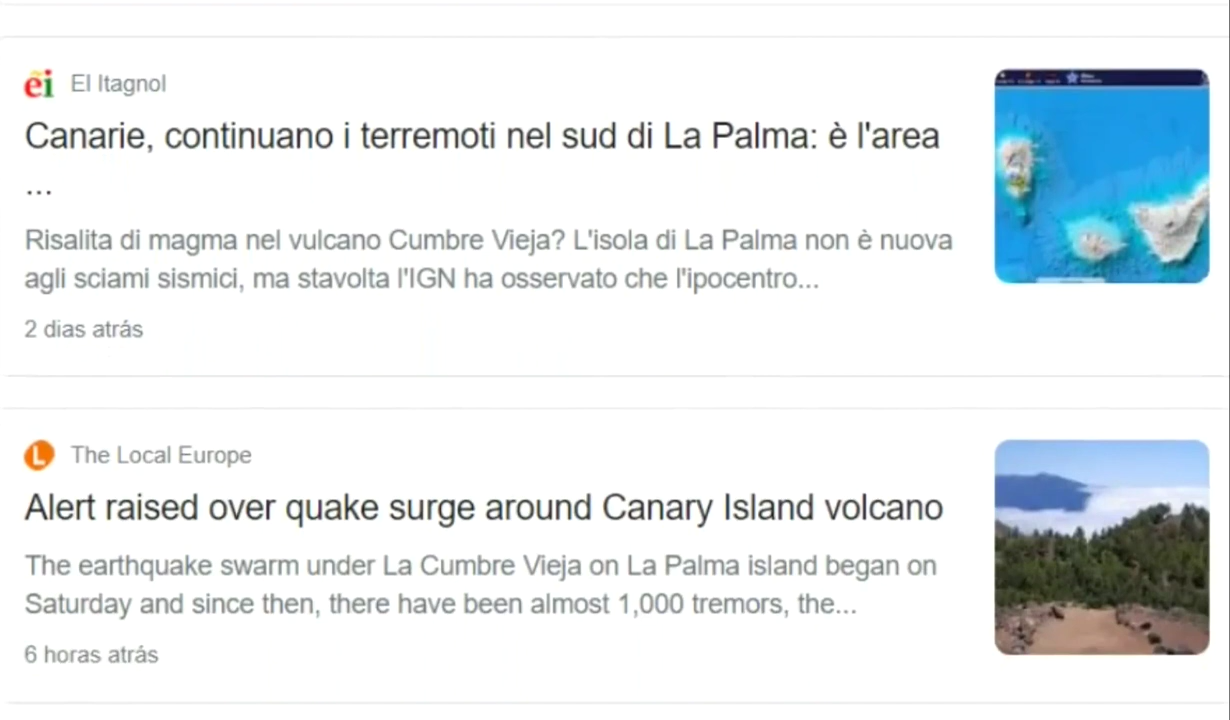 El Itagnol
Canarie, continuano i terremoti nel sud di La Palma: è l'area
...
Risalita di magma nel vulcano Cumbre Vieja? L'isola di La Palma non è nuova
agli sciami sismici, ma stavolta l'IGN ha osservato che l'ipocentro...
2 dias atrás
The Local Europe
Alert raised over quake surge around Canary Island volcano
The earthquake swarm under La Cumbre Vieja on La Palma island began on
Saturday and since then, there have been almost 1,000 tremors, the...
6 horas atrás